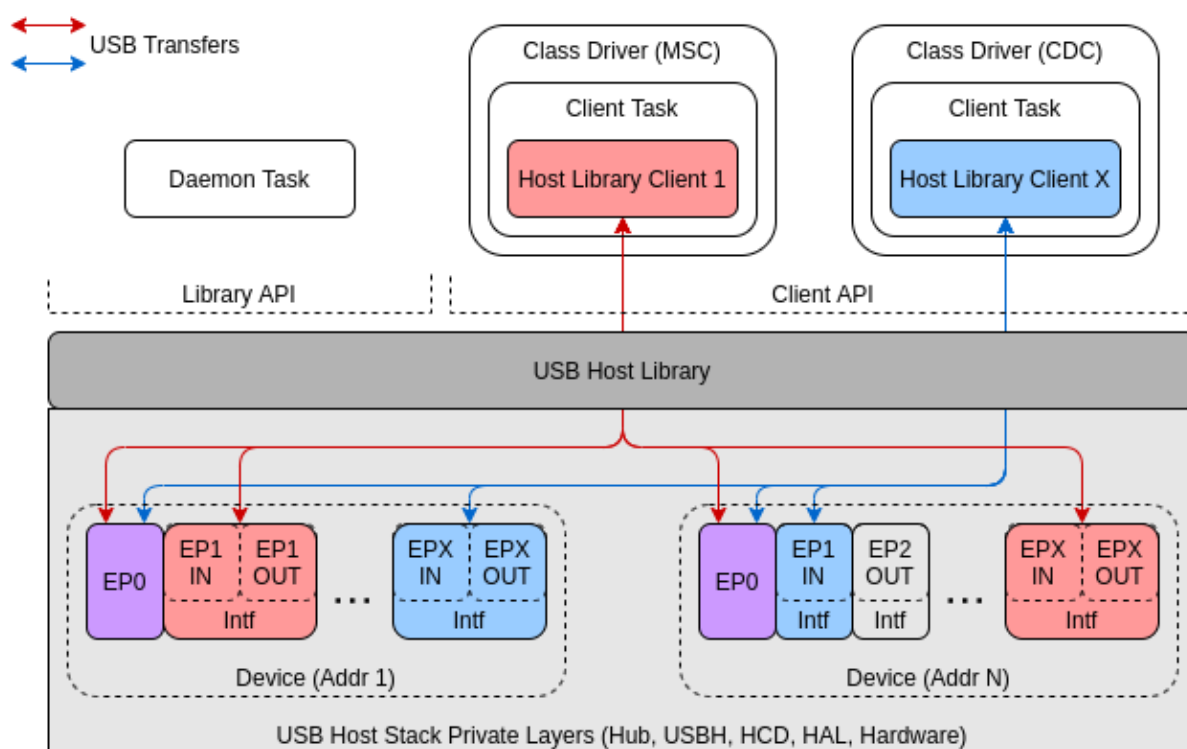 USB Transfers
Class Driver (MSC)
Class Driver (CDC)
Client Task
Client Task
Daemon Task
Host Library Client 1
Host Library Client X
Library API
Client API
USB Host Library
EP0
EP1
IN
EP1
OUT
Intf
...
EPX
IN
EPX
OUT
Intf
Device (Addr 1)
EP0
EP1
IN
Intf
EP2
OUT
Intf
...
EPX
IN
EPX
OUT
Intf
Device (Addr N)
USB Host Stack Private Layers (Hub, USBH, HCD, HAL, Hardware)